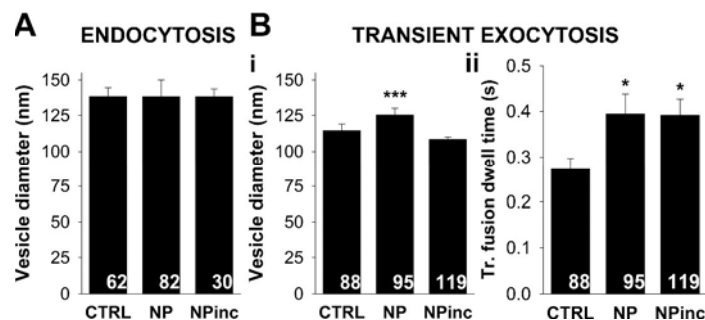 A ENDOCYTOSIS
Vesicle diameter (nm)
150
125
100
75
50
25
0
62 82 30
CTRL NP NPinc
B TRANSIENT EXOCYTOSIS
i
Vesicle diameter (nm)
150
125
100
75
50
25
0
***
88 95 119
CTRL NP NPinc
ii
Tr. fusion dwell time (s)
0.5
0.4
0.3
0.2
0.1
0.0
* *
88 95 119
CTRL NP NPinc